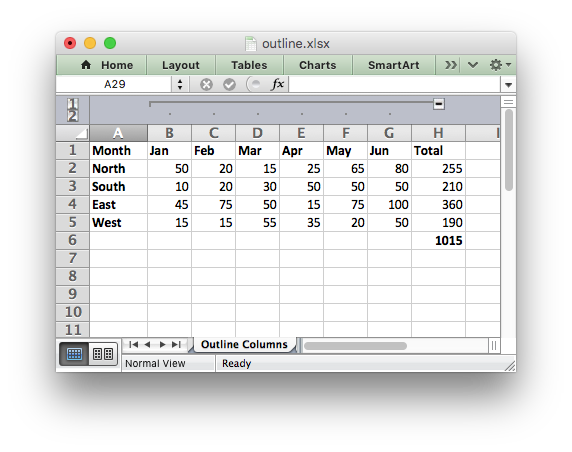 outline.xlsx
Home Layout Tables Charts SmartArt
A29 fx
1
2
A B C D E F G H I
1 Month Jan Feb Mar Apr May Jun Total
2 North 50 20 15 25 65 80 255
3 South 10 20 30 50 50 50 210
4 East 45 75 50 15 75 100 360
5 West 15 15 55 35 20 50 190
6 1015
7
8
9
10
11
Outline Columns
Normal View Ready